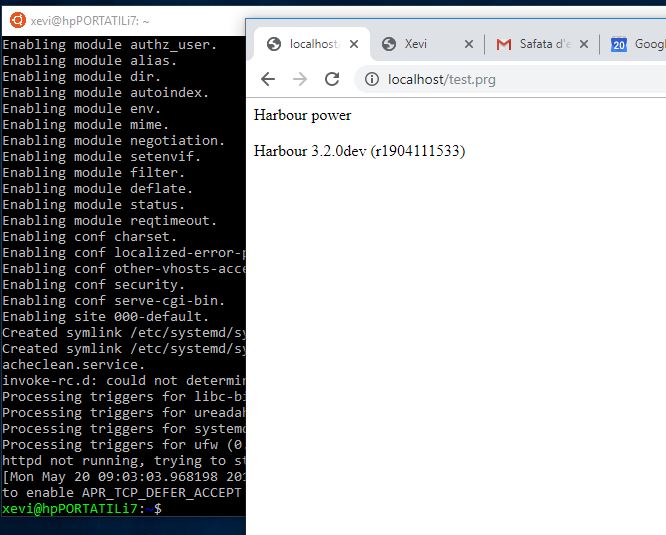 xevi@hpPORTATILi7: ~
Enabling module authz_user.
Enabling module alias.
Enabling module dir.
Enabling module autoindex.
Enabling module env.
Enabling module mime.
Enabling module negotiation.
Enabling module setenvif.
Enabling module filter.
Enabling module deflate.
Enabling module status.
Enabling module reqtimeout.
Enabling conf charset.
Enabling conf localized-error-p
Enabling conf other-vhosts-acce
Enabling conf security.
Enabling conf serve-cgi-bin.
Enabling site 000-default.
Created symlink /etc/systemd/sy
Created symlink /etc/systemd/sy
acheclean.service.
invoke-rc.d: could not determin
Processing triggers for libc-bi
Processing triggers for ureadah
Processing triggers for systemd
Processing triggers for ufw (0.
httpd not running, trying to st
[Mon May 20 09:03:03.968198 201
to enable APR_TCP_DEFER_ACCEPT
xevi@hpPORTATILi7:~$
localhost
Xevi
Safata d'e
20 Googl
localhost/test.prg
Harbour power
Harbour 3.2.0dev (r1904111533)